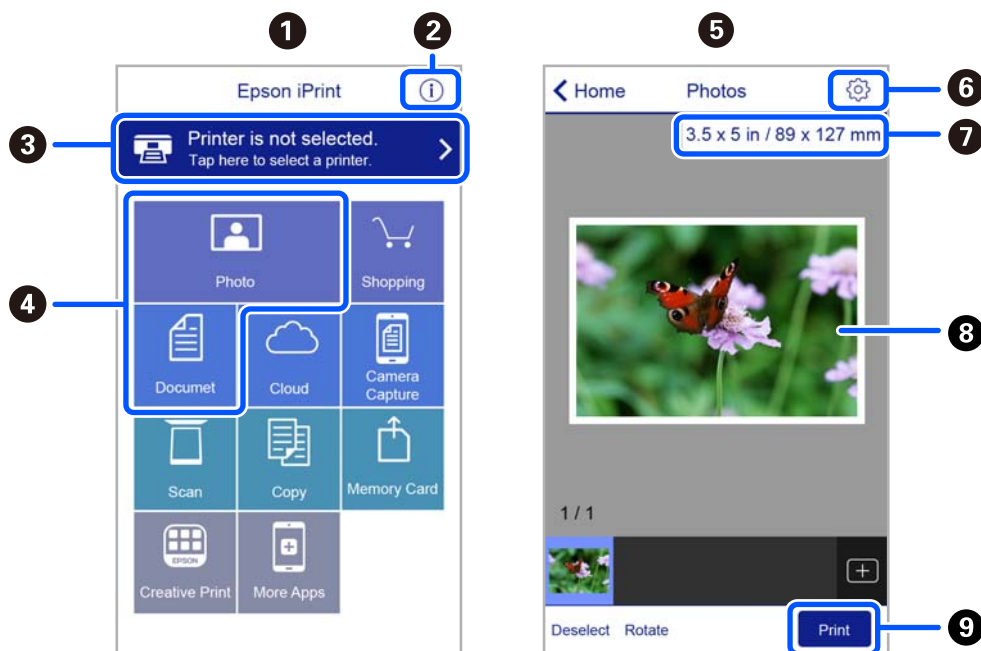 1
2
5
Epson iPrint
i
Home
Photos
6
3
Printer is not selected.
Tap here to select a printer.
3.5 x 5 in / 89 x 127 mm
7
4
Photo
Shopping
8
Documet
Cloud
Camera
Capture
Scan
Copy
Memory Card
1 / 1
EPSON
Creative Print
More Apps
Deselect
Rotate
Print
9